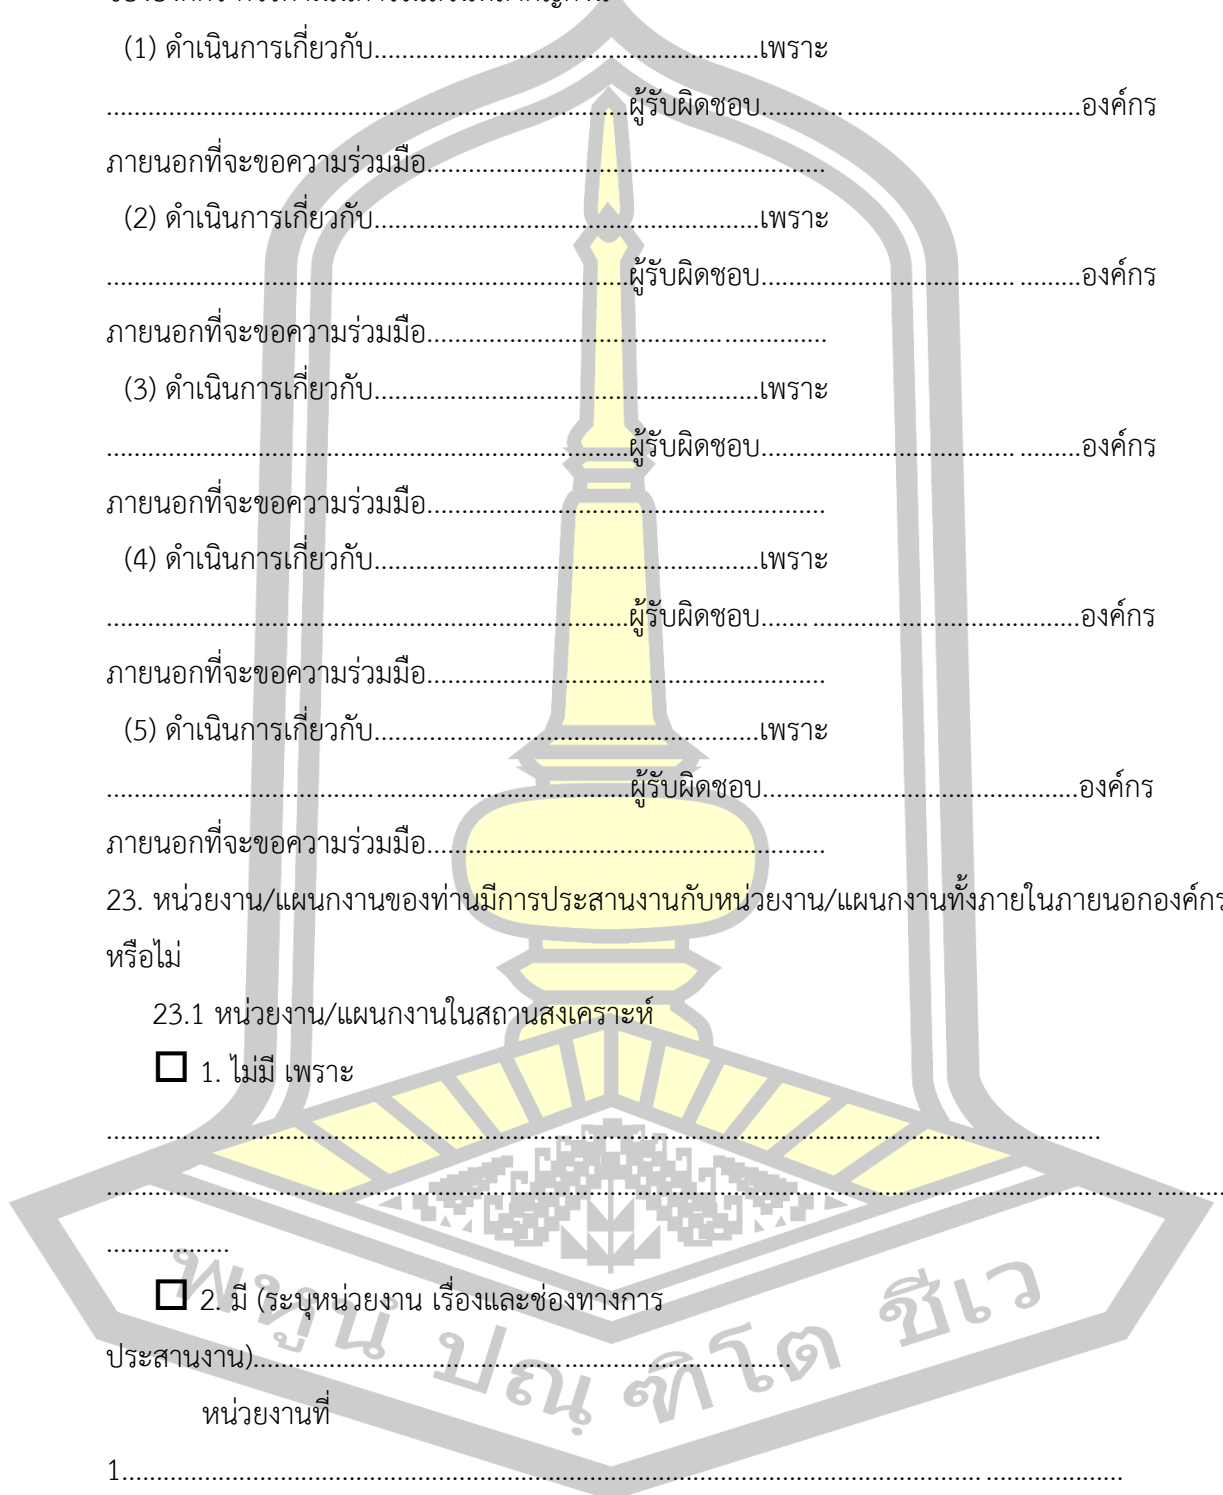 (1) ดำเนินการเกี่ยวกับ........................................................เพราะ
............................................................................ผู้รับผิดชอบ..............................................องค์กร
ภายนอกที่จะขอความร่วมมือ..........................................................
(2) ดำเนินการเกี่ยวกับ........................................................เพราะ
............................................................................ผู้รับผิดชอบ..............................................องค์กร
ภายนอกที่จะขอความร่วมมือ..........................................................
(3) ดำเนินการเกี่ยวกับ........................................................เพราะ
............................................................................ผู้รับผิดชอบ..............................................องค์กร
ภายนอกที่จะขอความร่วมมือ..........................................................
(4) ดำเนินการเกี่ยวกับ........................................................เพราะ
............................................................................ผู้รับผิดชอบ..............................................องค์กร
ภายนอกที่จะขอความร่วมมือ..........................................................
(5) ดำเนินการเกี่ยวกับ........................................................เพราะ
............................................................................ผู้รับผิดชอบ..............................................องค์กร
ภายนอกที่จะขอความร่วมมือ..........................................................
23. หน่วยงาน/แผนกงานของท่านมีการประสานงานกับหน่วยงาน/แผนกงานทั้งภายในภายนอกองค์กร
หรือไม่
23.1 หน่วยงาน/แผนกงานในสถานสงเคราะห์
☐ 1. ไม่มี เพราะ
................................................................................................................................................
................................................................................................................................................................
..................
☐ 2. มี (ระบุหน่วยงาน เรื่องและช่องทางการ
ประสานงาน)..............................................................................
หน่วยงานที่
1................................................................................................................................................
พหูนํ ปณฺฑิโต ชีเว